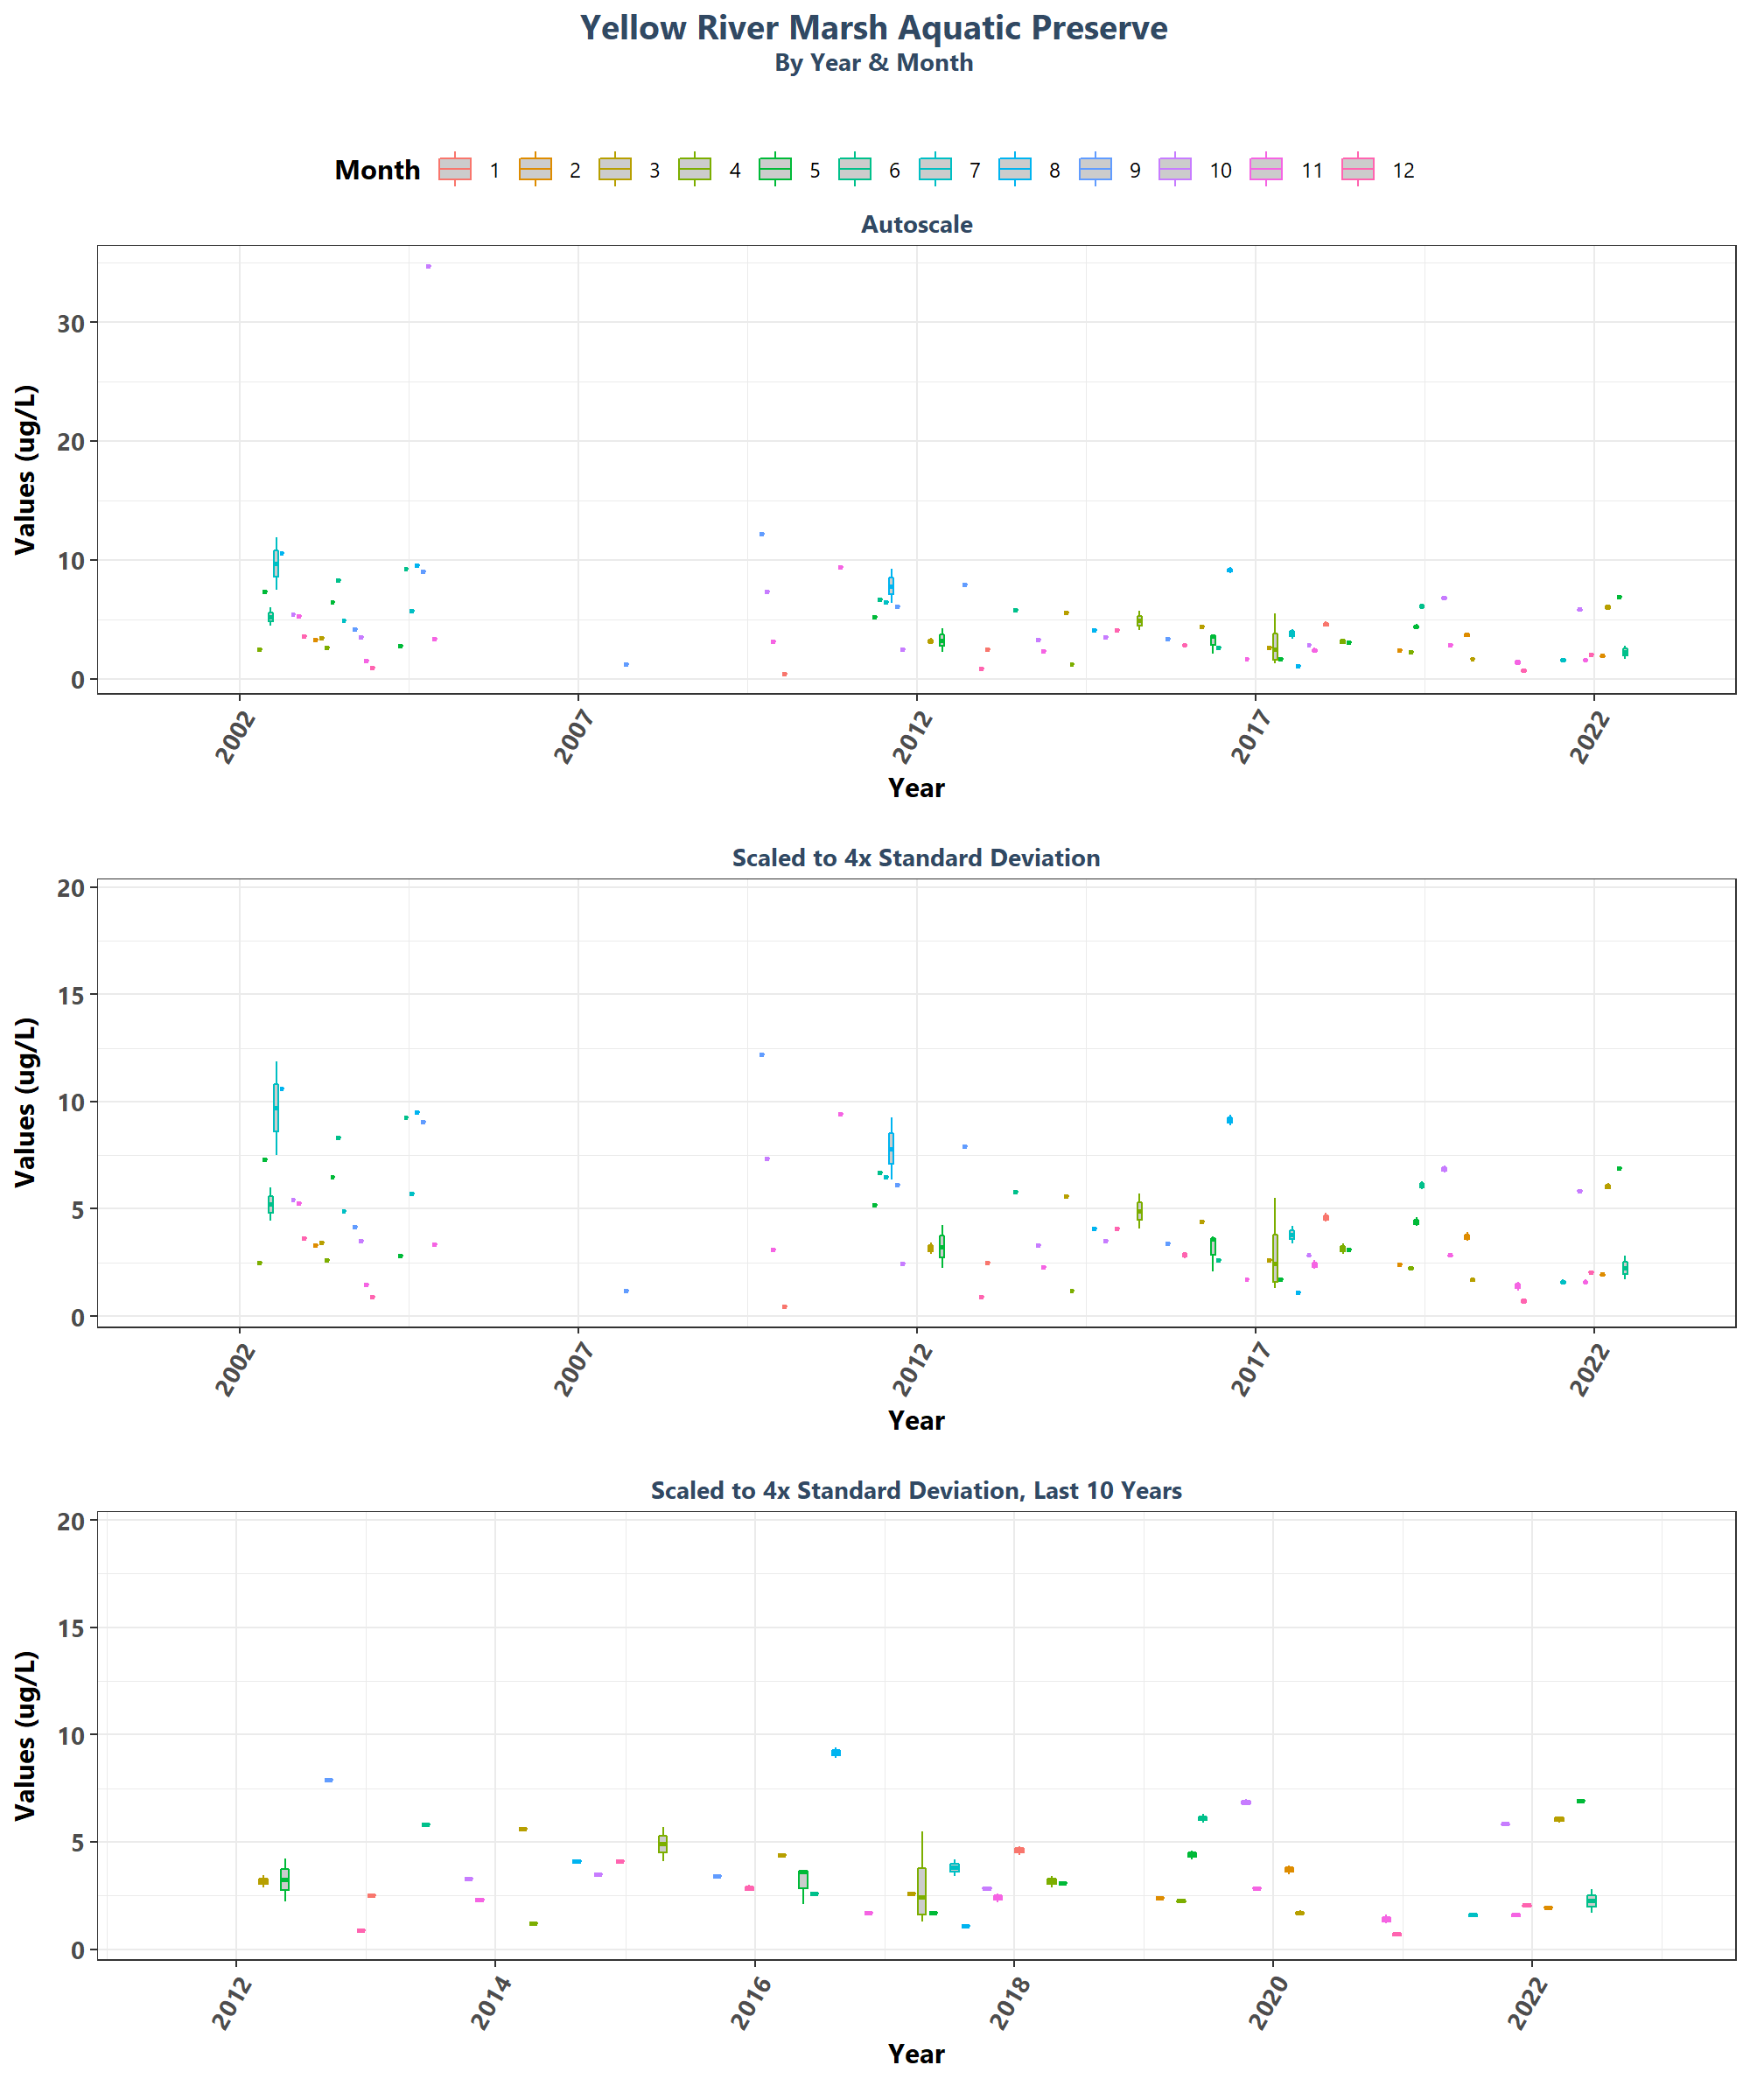 Yellow River Marsh Aquatic Preserve
By Year & Month
Month 1 2 3 4 5 6 7 8 9 10 11 12
Autoscale
Values (ug/L)
30
20
10
0
2002 2007 2012 2017 2022
Year
Scaled to 4x Standard Deviation
Values (ug/L)
20
15
10
5
0
2002 2007 2012 2017 2022
Year
Scaled to 4x Standard Deviation, Last 10 Years
Values (ug/L)
20
15
10
5
0
2012 2014 2016 2018 2020 2022
Year